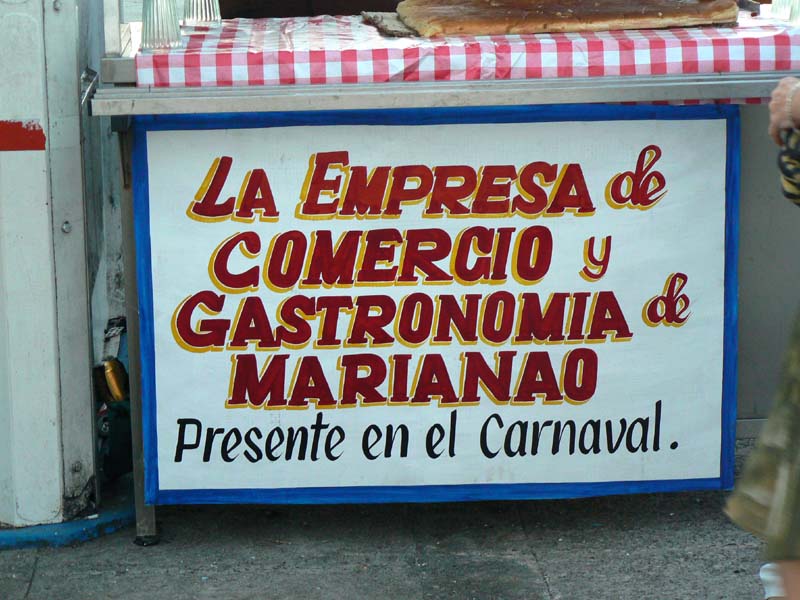 LA EMPRESA de
COMERCIO y
GASTRONOMIA de
MARIANAO
Presente en el Carnaval.